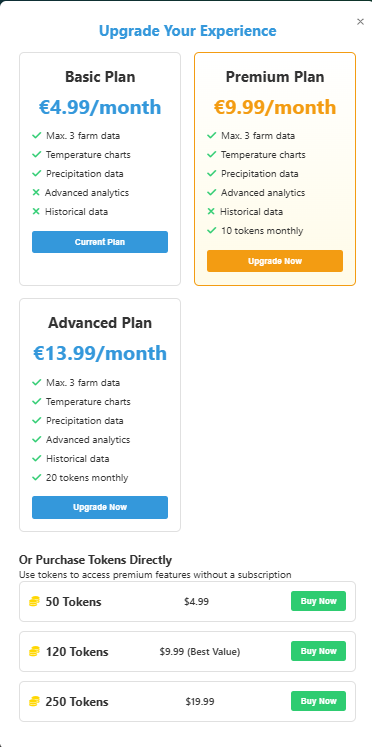 Upgrade Your Experience
Basic Plan
€4.99/month
Max. 3 farm data
Temperature charts
Precipitation data
Advanced analytics
Historical data
Current Plan
Premium Plan
€9.99/month
Max. 3 farm data
Temperature charts
Precipitation data
Advanced analytics
Historical data
10 tokens monthly
Upgrade Now
Advanced Plan
€13.99/month
Max. 3 farm data
Temperature charts
Precipitation data
Advanced analytics
Historical data
20 tokens monthly
Upgrade Now
Or Purchase Tokens Directly
Use tokens to access premium features without a subscription
50 Tokens $4.99 Buy Now
120 Tokens $9.99 (Best Value) Buy Now
250 Tokens $19.99 Buy Now